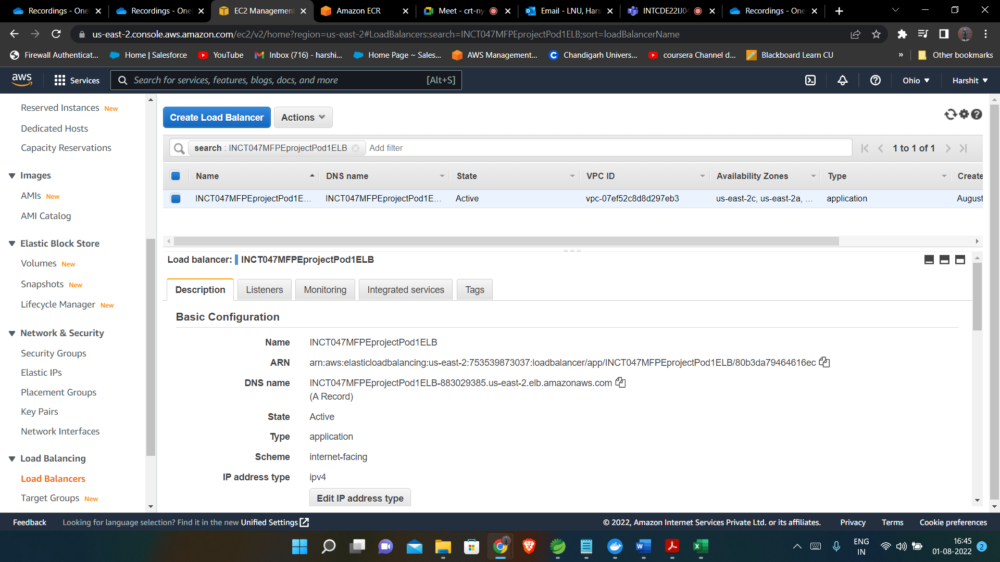 Recordings - One
Recordings - One
EC2 Management
Amazon ECR
Meet - crt-ny
Email - LNU, Hars
INTCDE22IJ04
Recordings - One
us-east-2.console.aws.amazon.com/ec2/v2/home?region=us-east-2#LoadBalancers:search=INCT047MFPEprojectPod1ELB;sort=loadBalancerName
Firewall Authenticat...
Home | Salesforce
YouTube
Inbox (716) - harshi...
Home Page ~ Sales...
AWS Management...
Chandigarh Univers...
coursera Channel d...
Blackboard Learn CU
»
Other bookmarks
aws
Services
Search for services, features, blogs, docs, and more
[Alt+S]
Ohio
Harshit
Reserved Instances New
Dedicated Hosts
Capacity Reservations
Images
AMIs New
AMI Catalog
Elastic Block Store
Volumes New
Snapshots New
Lifecycle Manager New
Network & Security
Security Groups
Elastic IPs
Placement Groups
Key Pairs
Network Interfaces
Load Balancing
Load Balancers
Target Groups New
Create Load Balancer
Actions
search : INCT047MFPEprojectPod1ELB
Add filter
1 to 1 of 1
Name DNS name State VPC ID Availability Zones Type Create
INCT047MFPEprojectPod1E... INCT047MFPEprojectPod1E... Active vpc-07ef52c8d8d297eb3 us-east-2c, us-east-2a, ... application August
Load balancer: INCT047MFPEprojectPod1ELB
Description Listeners Monitoring Integrated services Tags
Basic Configuration
Name INCT047MFPEprojectPod1ELB
ARN arn:aws:elasticloadbalancing:us-east-2:753539873037:loadbalancer/app/INCT047MFPEprojectPod1ELB/80b3da79464616ec
DNS name INCT047MFPEprojectPod1ELB-883029385.us-east-2.elb.amazonaws.com
(A Record)
State Active
Type application
Scheme internet-facing
IP address type ipv4
Edit IP address type
Feedback
Looking for language selection? Find it in the new Unified Settings
© 2022, Amazon Internet Services Private Ltd. or its affiliates.
Privacy
Terms
Cookie preferences
ENG
IN
16:45
01-08-2022
2